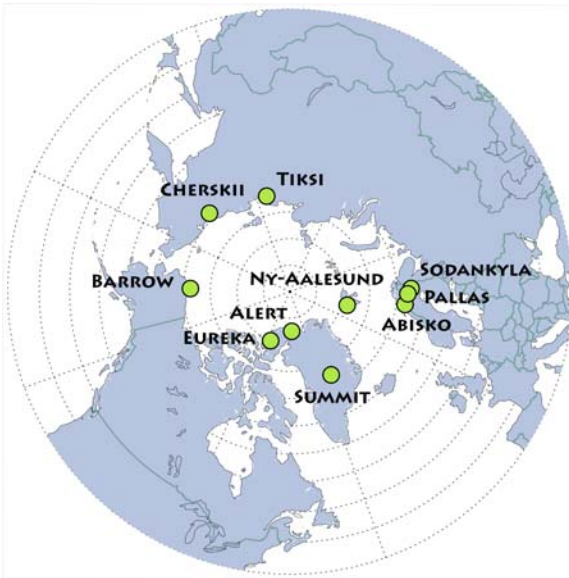 Tiksi
Cherskii
Barrow
Ny-Aalesund
Sodankyla
Pallas
Abisko
Alert
Eureka
Summit